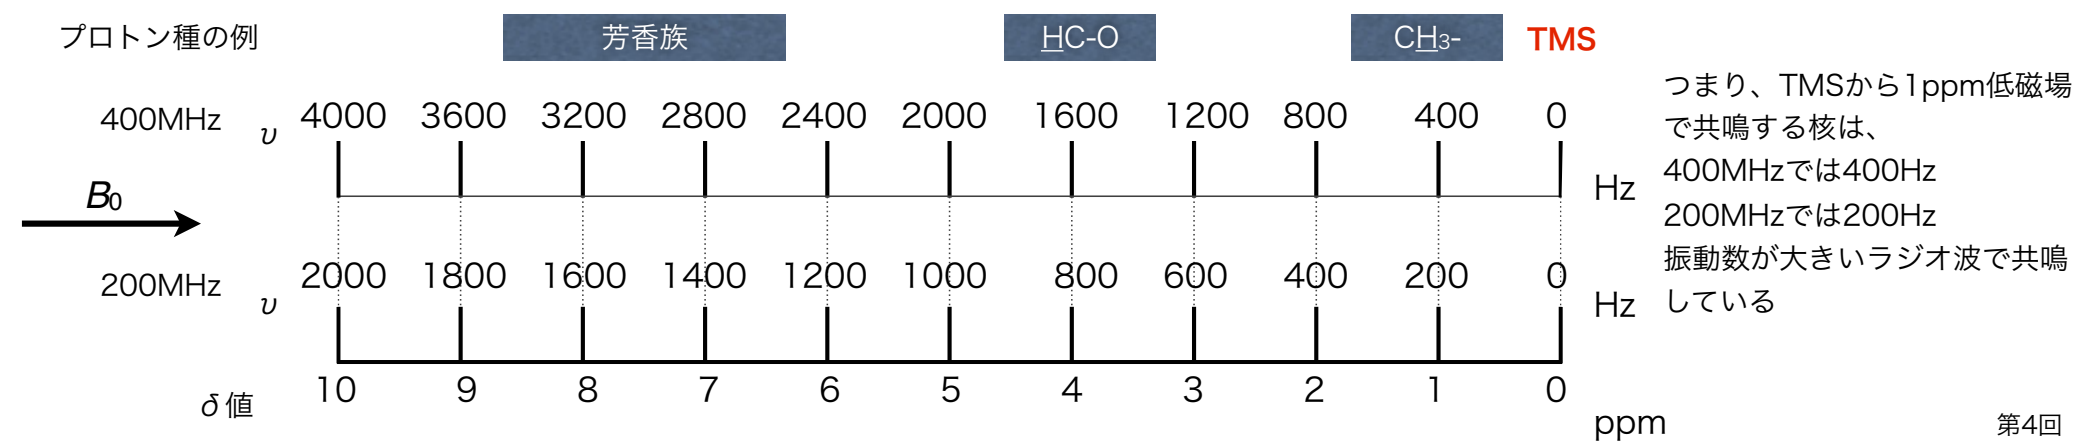 プロトン種の例 芳香族 HC-O CH3- TMS
400MHz υ 4000 3600 3200 2800 2400 2000 1600 1200 800 400 0 Hz
B0
200MHz υ 2000 1800 1600 1400 1200 1000 800 600 400 200 0 Hz
δ値 10 9 8 7 6 5 4 3 2 1 0 ppm
つまり、TMSから1ppm低磁場
で共鳴する核は、
400MHzでは400Hz
200MHzでは200Hz
振動数が大きいラジオ波で共鳴
している
第4回